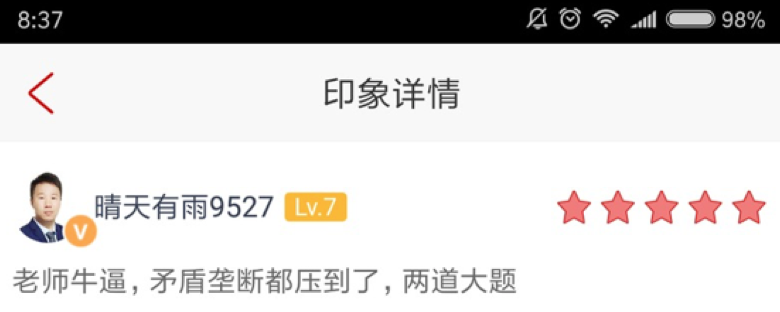 8:37 98%
印象详情
晴天有雨9527 Lv.7
V
老师牛逼，矛盾垄断都压到了，两道大题